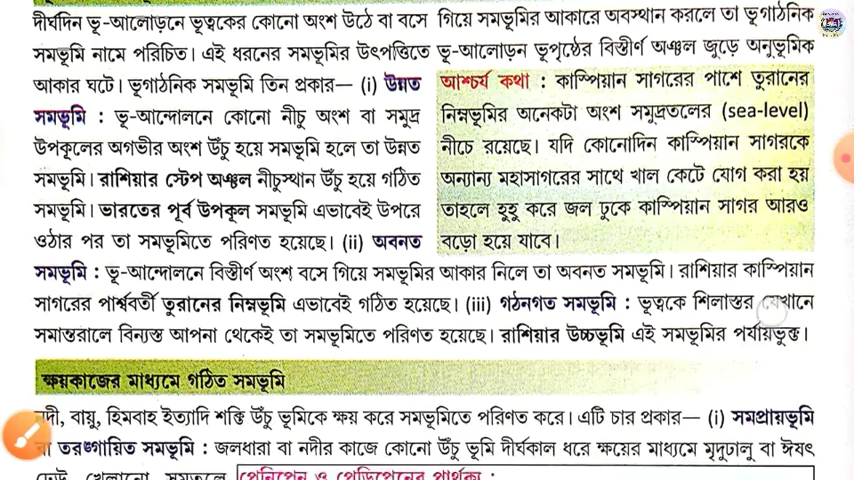 দীর্ঘদিন ভূ-আলোড়নে ভূত্বকের কোনো অংশ উঠে বা বসে গিয়ে সমভূমির আকারে অবস্থান করলে তা ভূগাঠনিক
সমভূমি নামে পরিচিত। এই ধরনের সমভূমির উৎপত্তিতে ভূ-আলোড়ন ভূপৃষ্ঠের বিস্তীর্ণ অঞ্চল জুড়ে অনুভূমিক
আকার ঘটে। ভূগাঠনিক সমভূমি তিন প্রকার— (i) উন্নত
সমভূমি : ভূ-আন্দোলনে কোনো নীচু অংশ বা সমুদ্র
উপকূলের অগভীর অংশ উঁচু হয়ে সমভূমি হলে তা উন্নত
সমভূমি। রাশিয়ার স্টেপ অঞ্চল নীচুস্থান উঁচু হয়ে গঠিত
সমভূমি। ভারতের পূর্ব উপকূল সমভূমি এভাবেই উপরে
ওঠার পর তা সমভূমিতে পরিণত হয়েছে। (ii) অবনত
আশ্চর্য কথা : কাস্পিয়ান সাগরের পাশে তুরানের
নিম্নভূমির অনেকটা অংশ সমুদ্রতলের (sea-level)
নীচে রয়েছে। যদি কোনোদিন কাস্পিয়ান সাগরকে
অন্যান্য মহাসাগরের সাথে খাল কেটে যোগ করা হয়
তাহলে হুহু করে জল ঢুকে কাস্পিয়ান সাগর আরও
বড়ো হয়ে যাবে।
সমভূমি : ভূ-আন্দোলনে বিস্তীর্ণ অংশ বসে গিয়ে সমভূমির আকার নিলে তা অবনত সমভূমি। রাশিয়ার কাস্পিয়ান
সাগরের পার্শ্ববর্তী তুরানের নিম্নভূমি এভাবেই গঠিত হয়েছে। (iii) গঠনগত সমভূমি : ভূত্বকে শিলাস্তর যেখানে
সমান্তরালে বিন্যস্ত আপনা থেকেই তা সমভূমিতে পরিণত হয়েছে। রাশিয়ার উচ্চভূমি এই সমভূমির পর্যায়ভুক্ত।
ক্ষয়কাজের মাধ্যমে গঠিত সমভূমি
নদী, বায়ু, হিমবাহ ইত্যাদি শক্তি উঁচু ভূমিকে ক্ষয় করে সমভূমিতে পরিণত করে। এটি চার প্রকার— (i) সমপ্রায়ভূমি
বা তরঙ্গায়িত সমভূমি : জলধারা বা নদীর কাজে কোনো উঁচু ভূমি দীর্ঘকাল ধরে ক্ষয়ের মাধ্যমে মৃদুঢালু বা ঈষৎ
ঢেউ খেলানো সমতলে
পেনিপ্লেন ও পেডিপ্লেনের পার্থক্য :